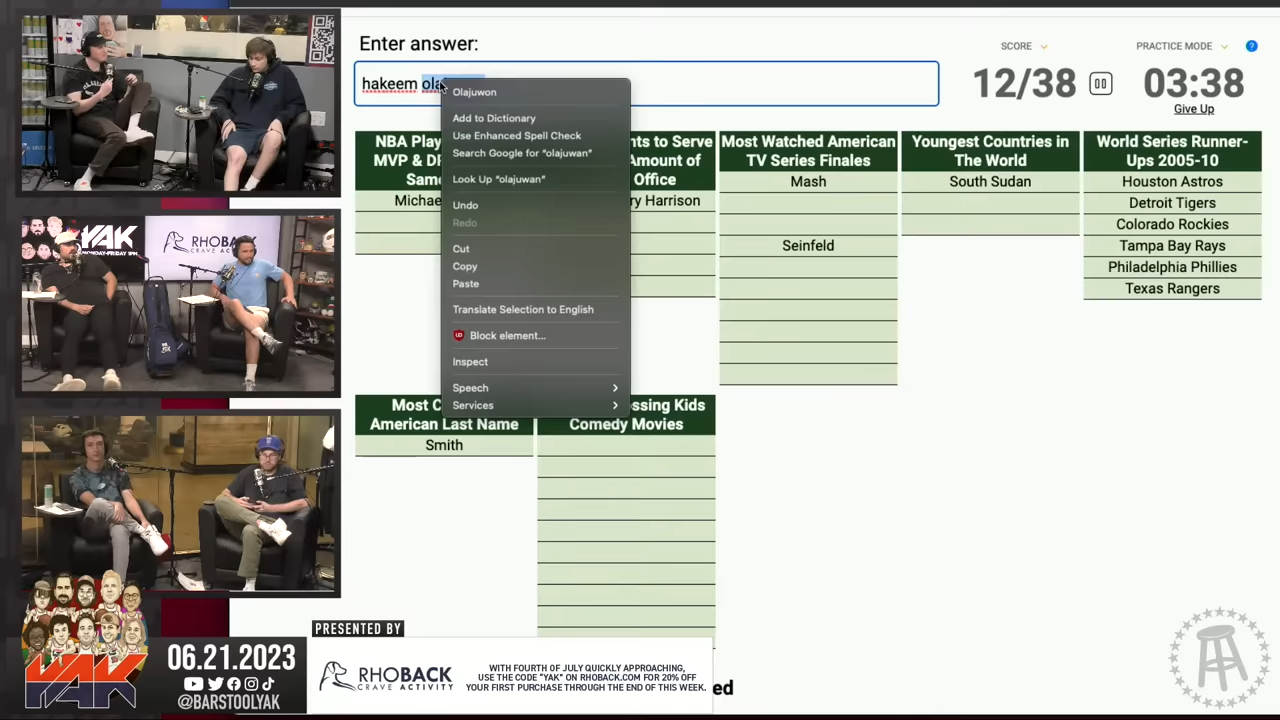 Enter answer:
hakeem ola
SCORE
12/38
PRACTICE MODE
03:38
Give Up
?
Olajuwon
Add to Dictionary
Use Enhanced Spell Check
Search Google for “olajuwan”
Look Up “olajuwan”
Undo
Redo
Cut
Copy
Paste
Translate Selection to English
Block element...
Inspect
Speech
Services
NBA Play
MVP & D
Sam
Michae
nts to Serve
Amount of
Office
ry Harrison
Most Watched American
TV Series Finales
Mash
Seinfeld
Youngest Countries in
The World
South Sudan
World Series Runner-
Ups 2005-10
Houston Astros
Detroit Tigers
Colorado Rockies
Tampa Bay Rays
Philadelphia Phillies
Texas Rangers
Most C
American Last Name
Smith
ssing Kids
Comedy Movies
YAK
MONDAY-FRIDAY 1PM
RHOBACK
CRAVE ACTIVITY
YAK
06.21.2023
@BARSTOOLYAK
PRESENTED BY
RHOBACK
CRAVE ACTIVITY
WITH FOURTH OF JULY QUICKLY APPROACHING,
USE THE CODE “YAK” ON RHOBACK.COM FOR 20% OFF
YOUR FIRST PURCHASE THROUGH THE END OF THIS WEEK.
ed